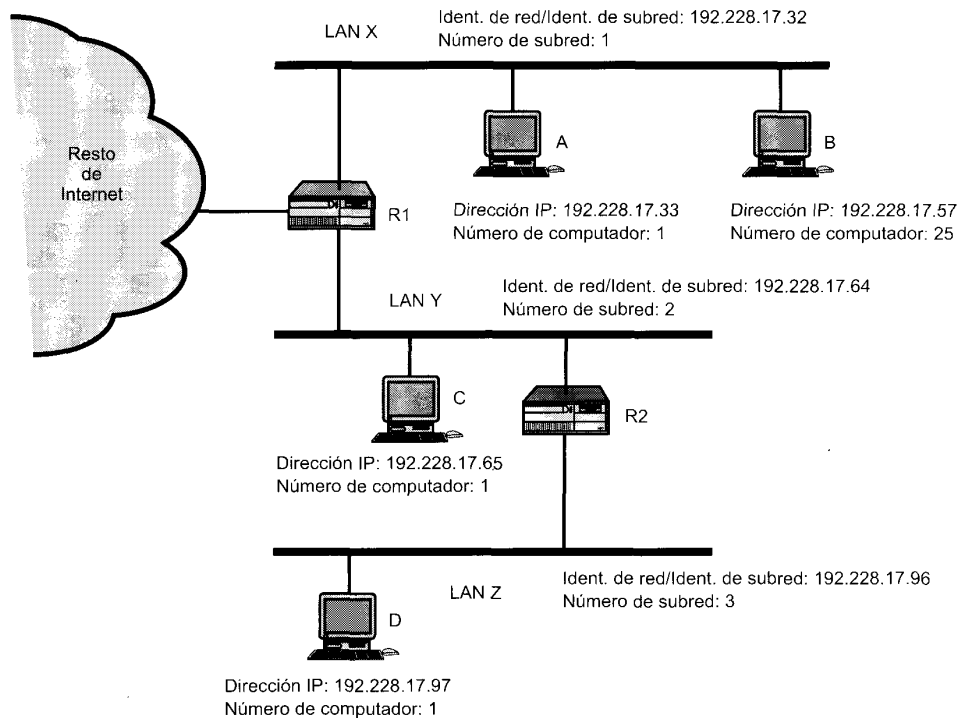 LAN X
Ident. de red/Ident. de subred: 192.228.17.32
Número de subred: 1
Resto
de
Internet
A
B
R1
Dirección IP: 192.228.17.33
Número de computador: 1
Dirección IP: 192.228.17.57
Número de computador: 25
LAN Y
Ident. de red/Ident. de subred: 192.228.17.64
Número de subred: 2
C
R2
Dirección IP: 192.228.17.65
Número de computador: 1
LAN Z
Ident. de red/Ident. de subred: 192.228.17.96
Número de subred: 3
D
Dirección IP: 192.228.17.97
Número de computador: 1